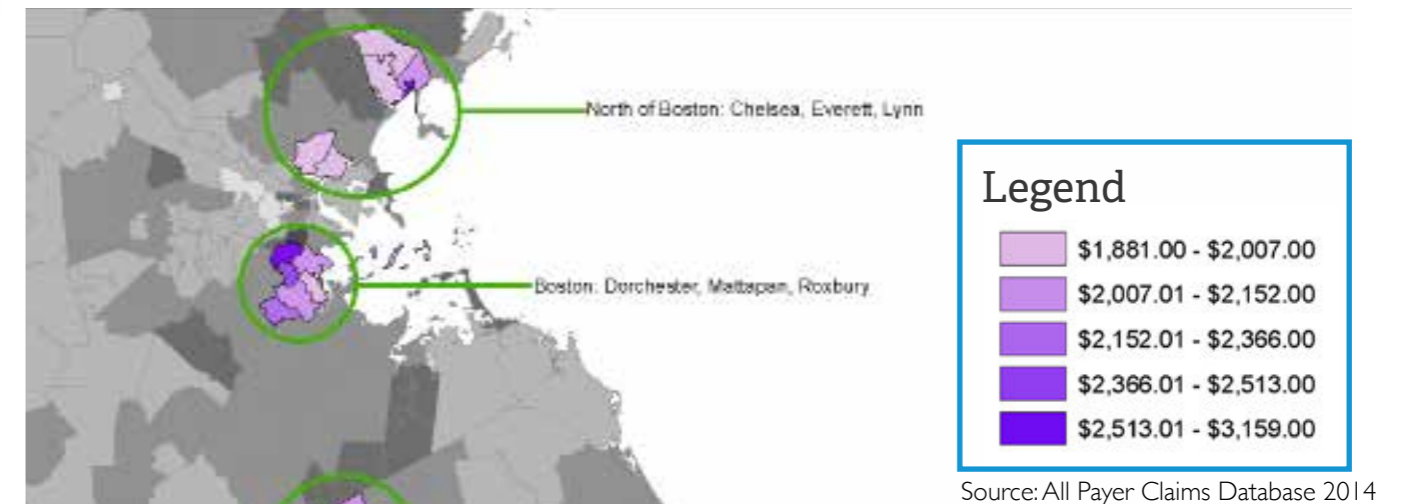 North of Boston: Chelsea, Everett, Lynn
Boston: Dorchester, Mattapan, Roxbury
Legend
$1,881.00 - $2,007.00
$2,007.01 - $2,152.00
$2,152.01 - $2,366.00
$2,366.01 - $2,513.00
$2,513.01 - $3,159.00
Source: All Payer Claims Database 2014